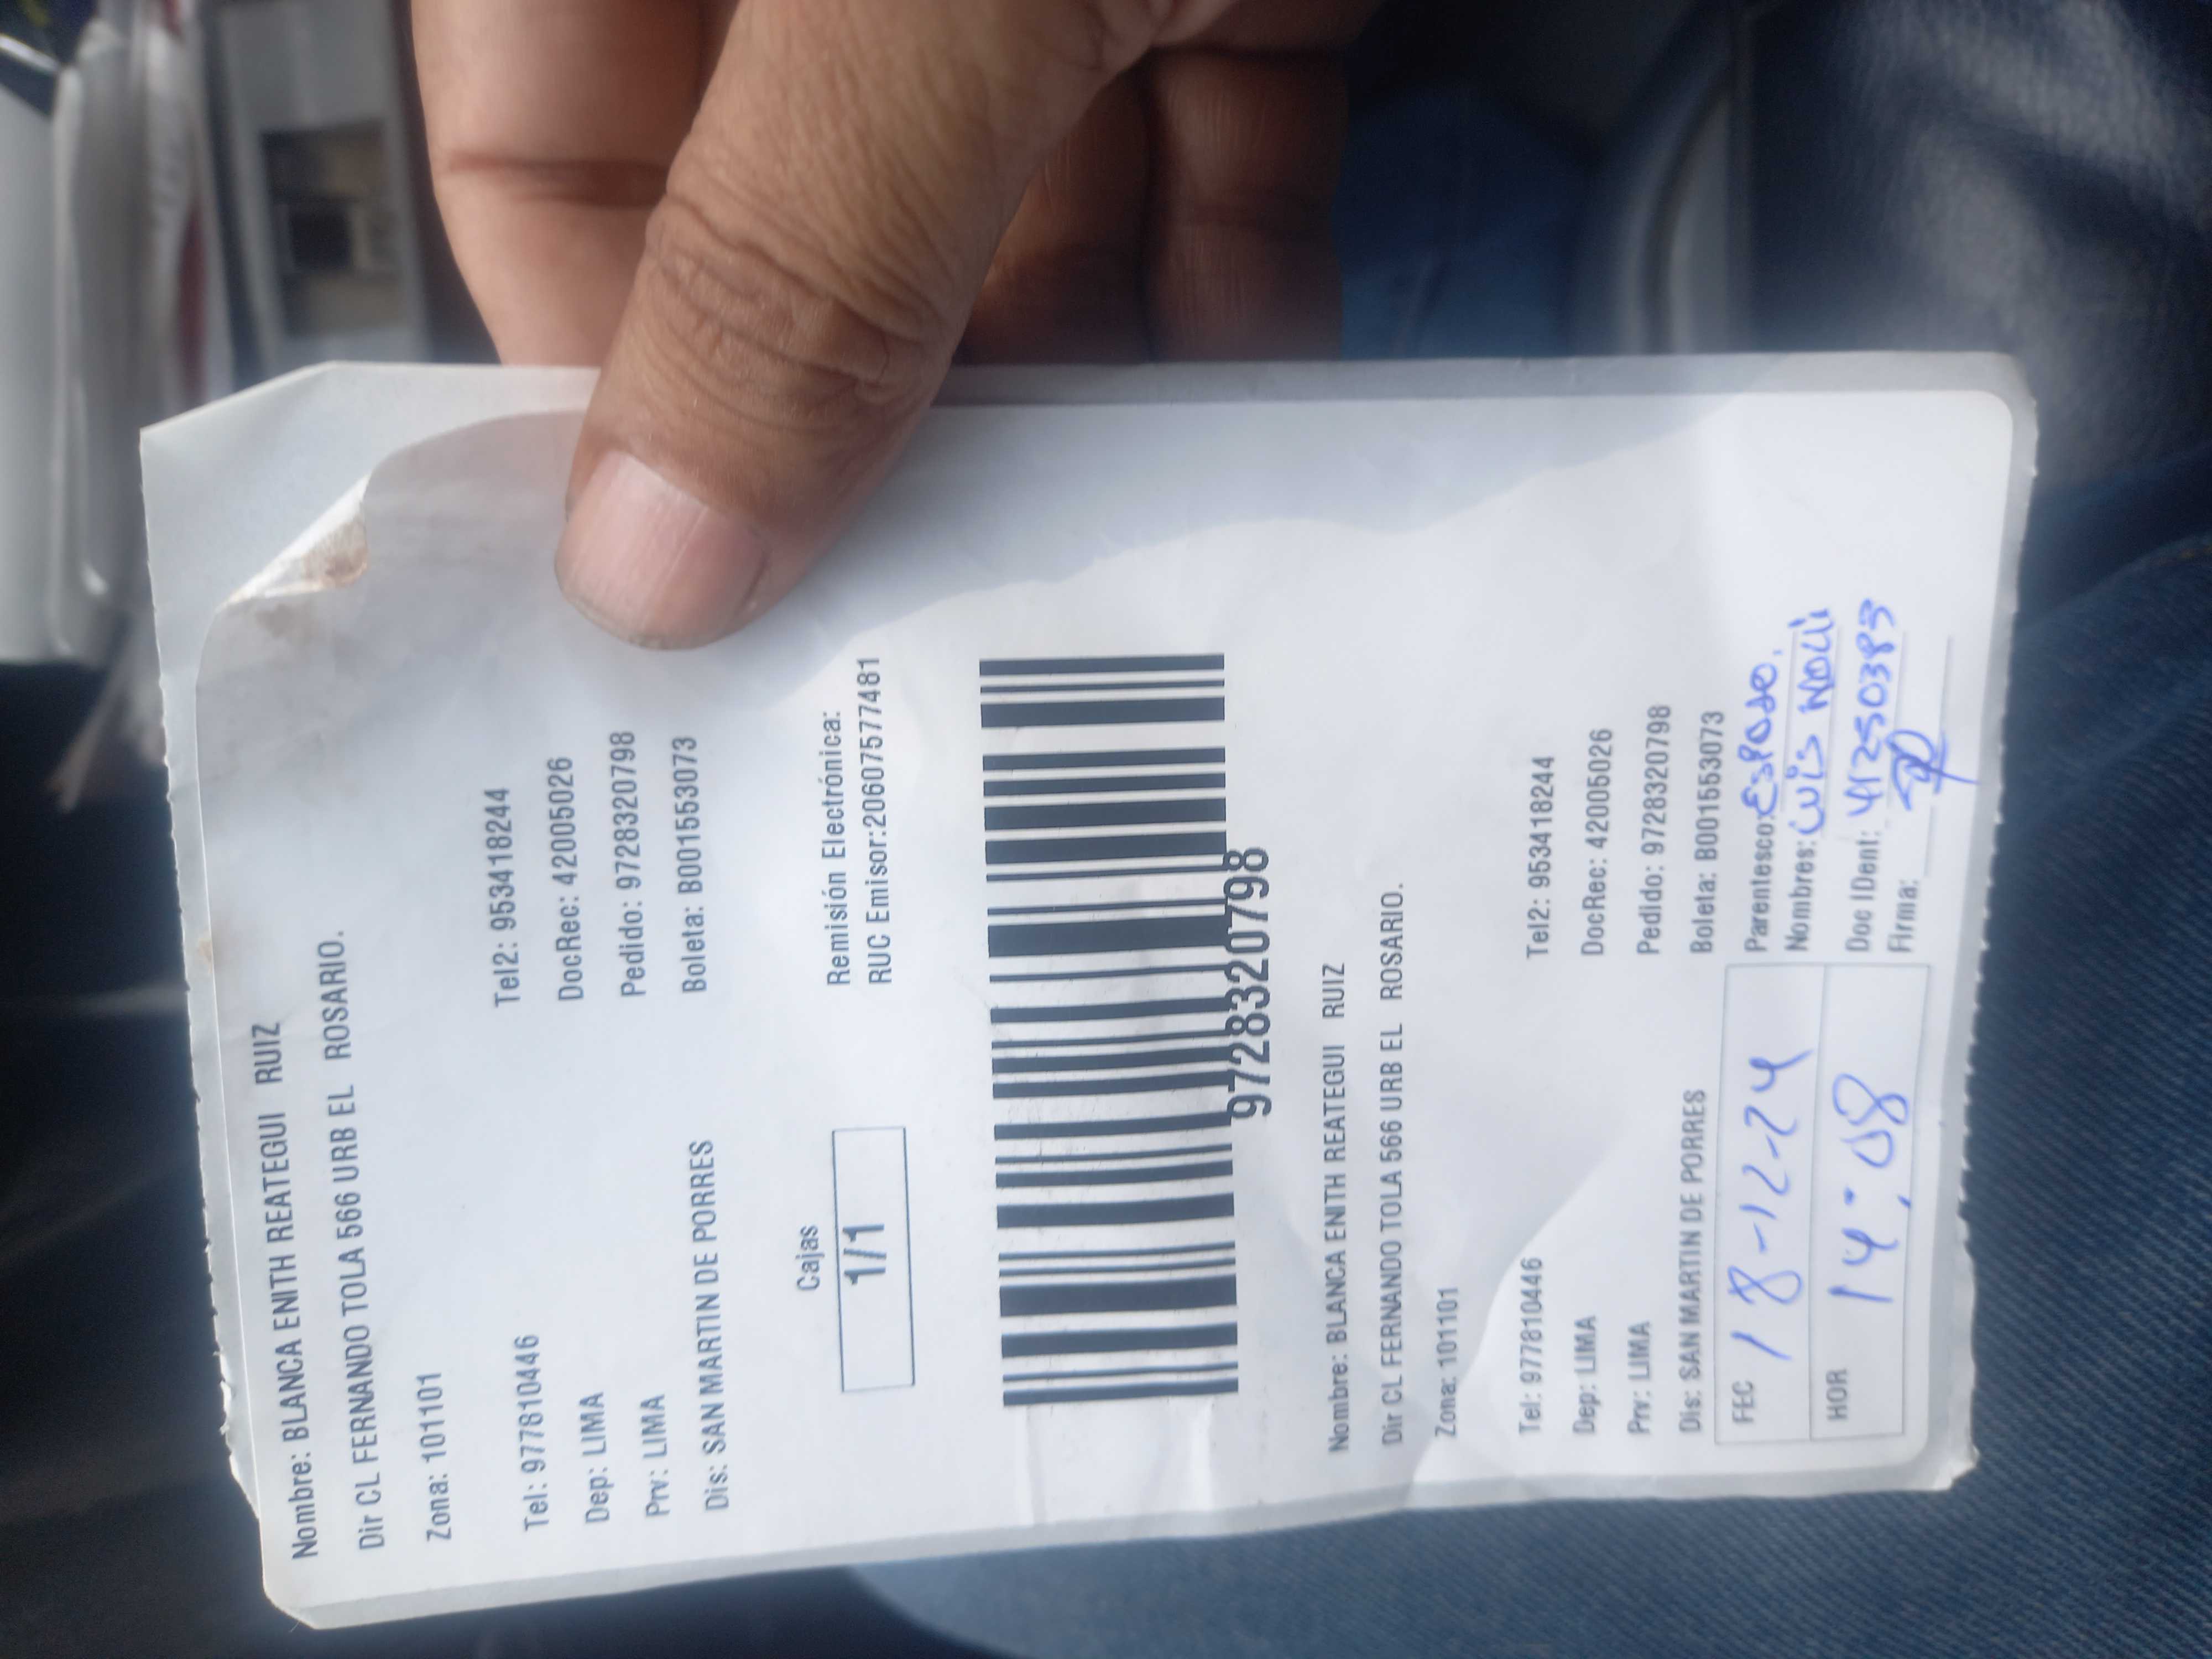 Nombre: BLANCA ENITH REATEGUI RUIZ
Dir CL FERNANDO TOLA 566 URB EL ROSARIO.
Zona: 101101
Tel: 977810446 Tel2: 953418244
Dep: LIMA DocRec: 42005026
Prv: LIMA Pedido: 9728320798
Dis: SAN MARTIN DE PORRES Boleta: B001553073
Cajas Remisión Electrónica:
1/1 RUC Emisor:20607577481
9728320798
Nombre: BLANCA ENITH REATEGUI RUIZ
Dir CL FERNANDO TOLA 566 URB EL ROSARIO.
Zona: 101101
Tel: 977810446 Tel2: 953418244
Dep: LIMA DocRec: 42005026
Prv: LIMA Pedido: 9728320798
Dis: SAN MARTIN DE PORRES Boleta: B001553073
FEC 18-12-24 Parentesco: Esposo.
Nombres: Luis
HOR 14:08 Doc IDent: 41250385
Firma: